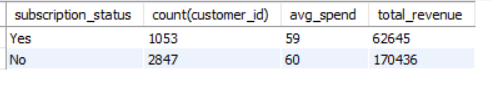 subscription_status count(customer_id) avg_spend total_revenue
Yes 1053 59 62645
No 2847 60 170436